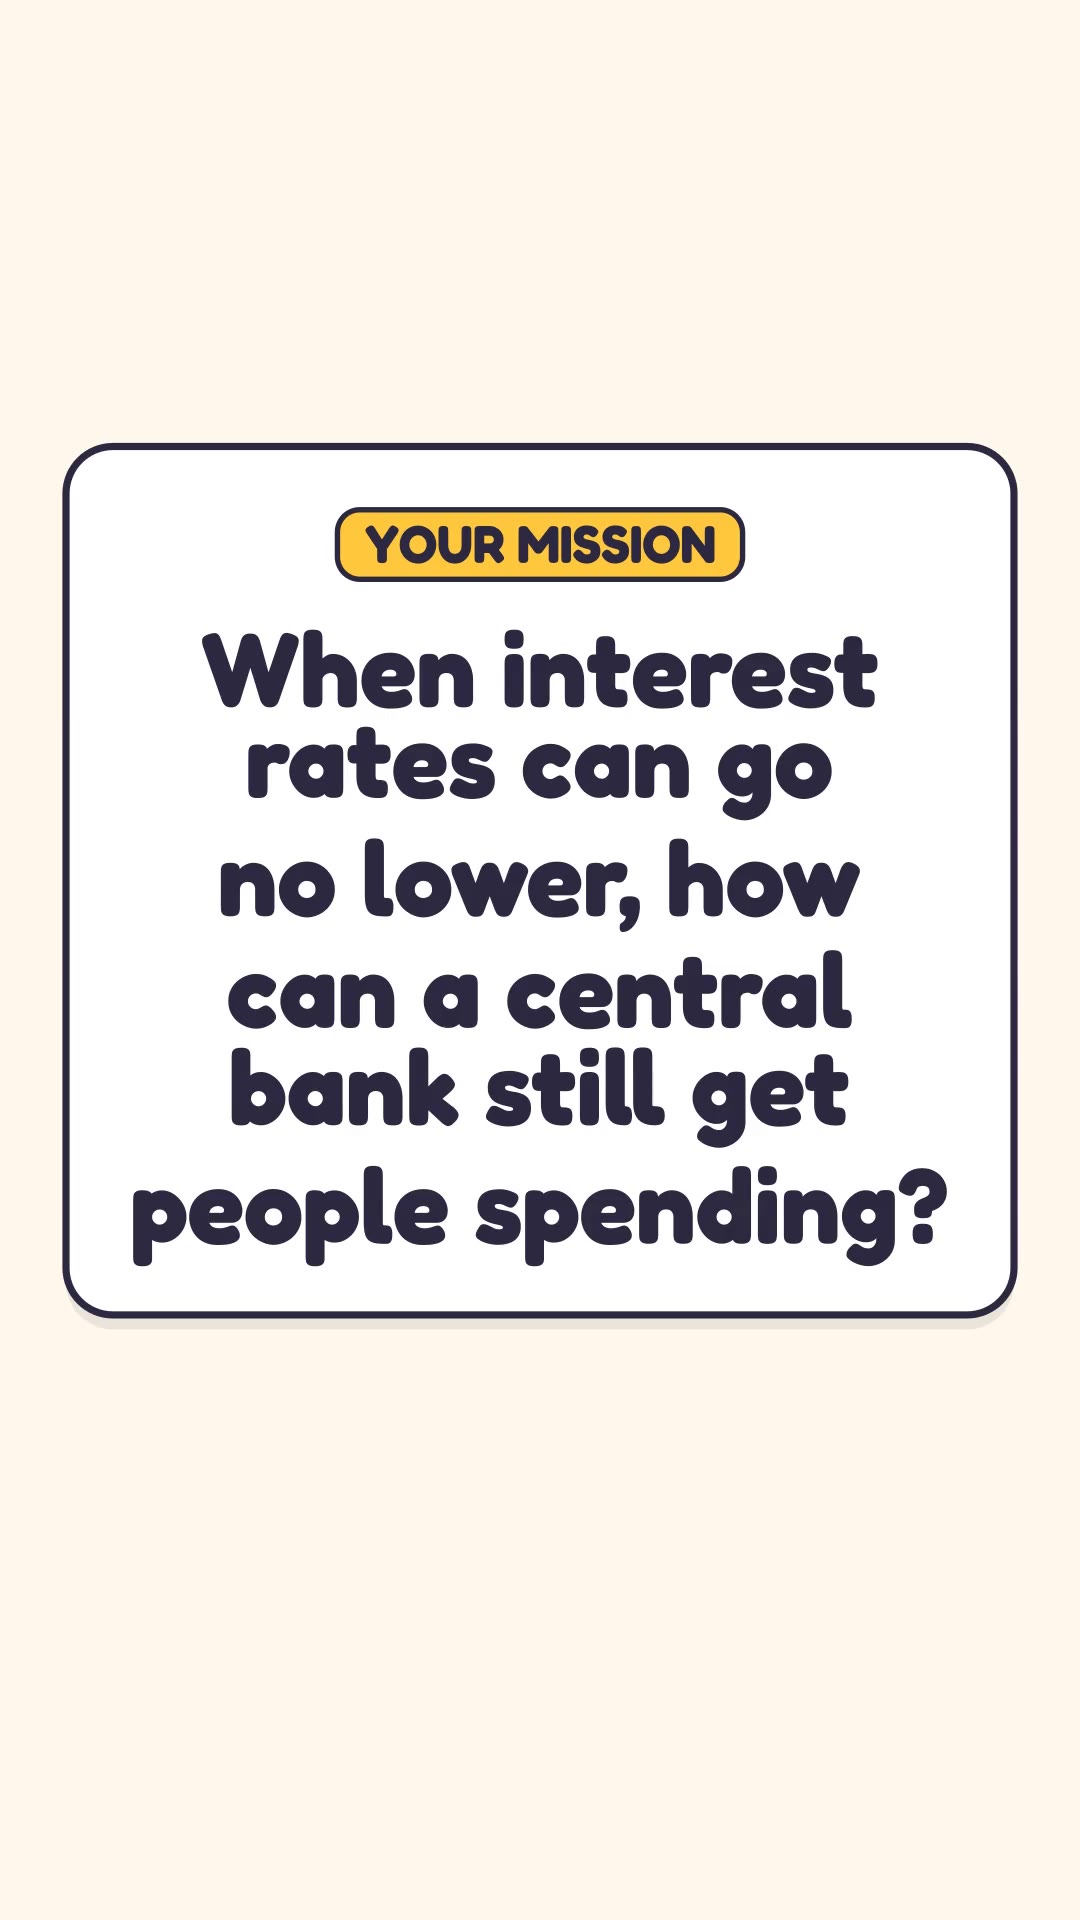 YOUR MISSION
When interest
rates can go
no lower, how
can a central
bank still get
people spending?